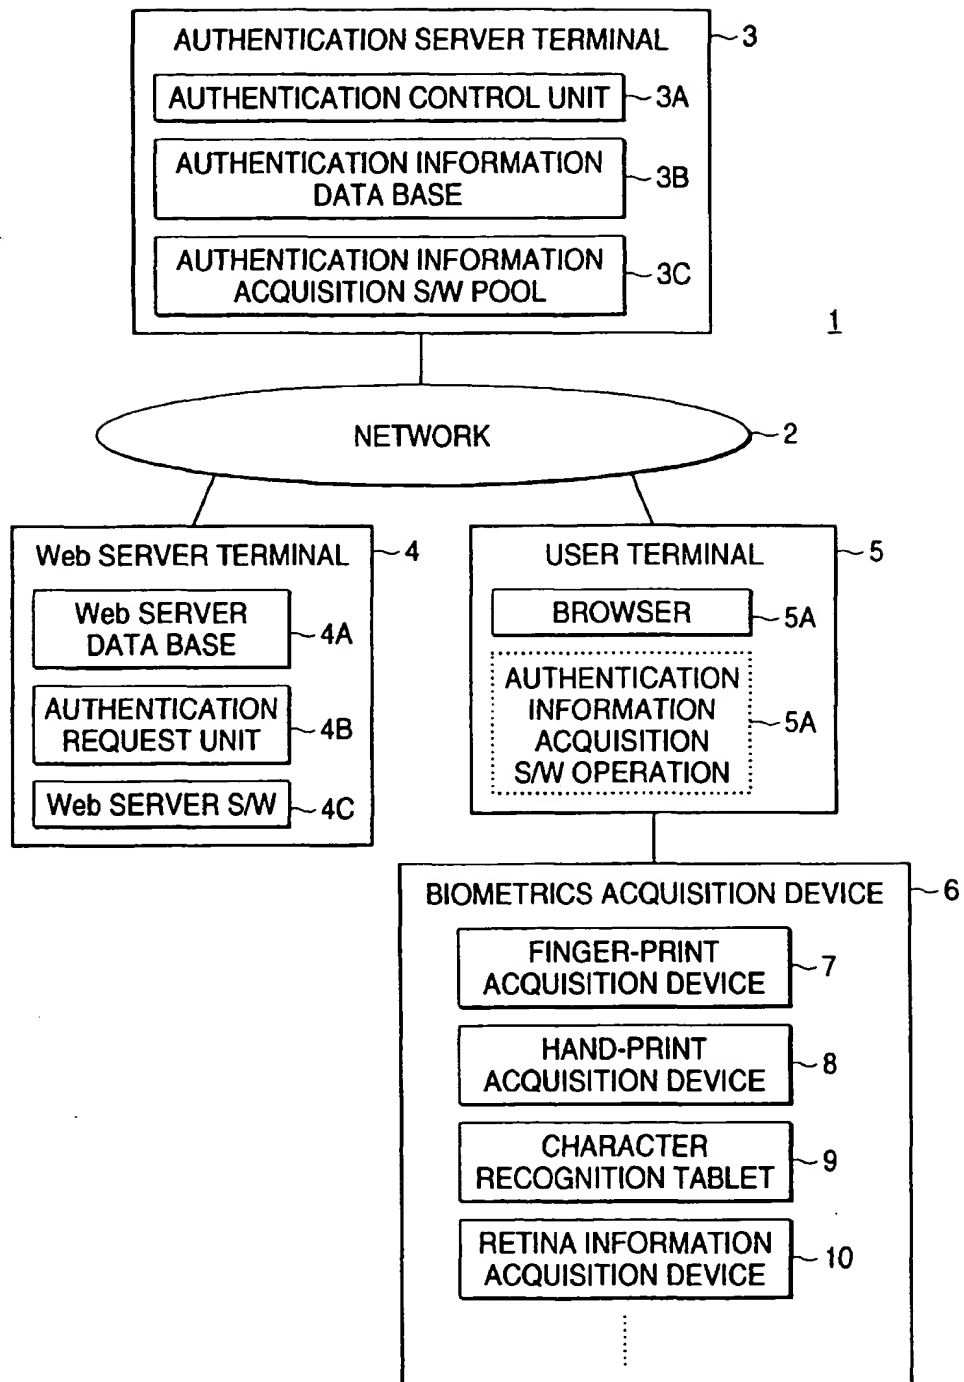 AUTHENTICATION SERVER TERMINAL 3
AUTHENTICATION CONTROL UNIT 3A
AUTHENTICATION INFORMATION
DATA BASE
3B
AUTHENTICATION INFORMATION
ACQUISITION S/W POOL
3C
1
NETWORK 2
Web SERVER TERMINAL 4
Web SERVER
DATA BASE
4A
AUTHENTICATION
REQUEST UNIT
4B
Web SERVER S/W 4C
USER TERMINAL 5
BROWSER 5A
AUTHENTICATION
INFORMATION
ACQUISITION
S/W OPERATION
5A
BIOMETRICS ACQUISITION DEVICE 6
FINGER-PRINT
ACQUISITION DEVICE
7
HAND-PRINT
ACQUISITION DEVICE
8
CHARACTER
RECOGNITION TABLET
9
RETINA INFORMATION
ACQUISITION DEVICE
10